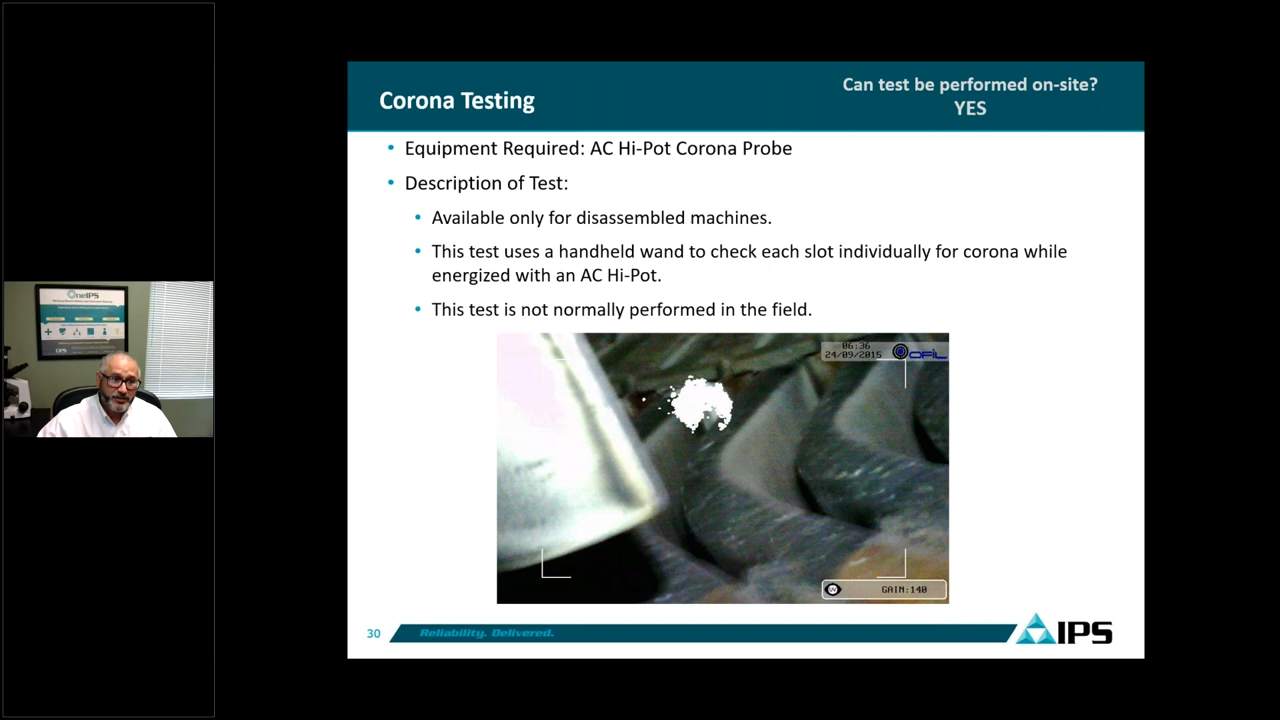 Corona Testing
Can test be performed on-site?
YES
• Equipment Required: AC Hi-Pot Corona Probe
• Description of Test:
• Available only for disassembled machines.
• This test uses a handheld wand to check each slot individually for corona while
energized with an AC Hi-Pot.
• This test is not normally performed in the field.
06:36
24/09/2015
OFIL
GAIN:140
30
Reliability. Delivered.
IPS
OneIPS
IPS